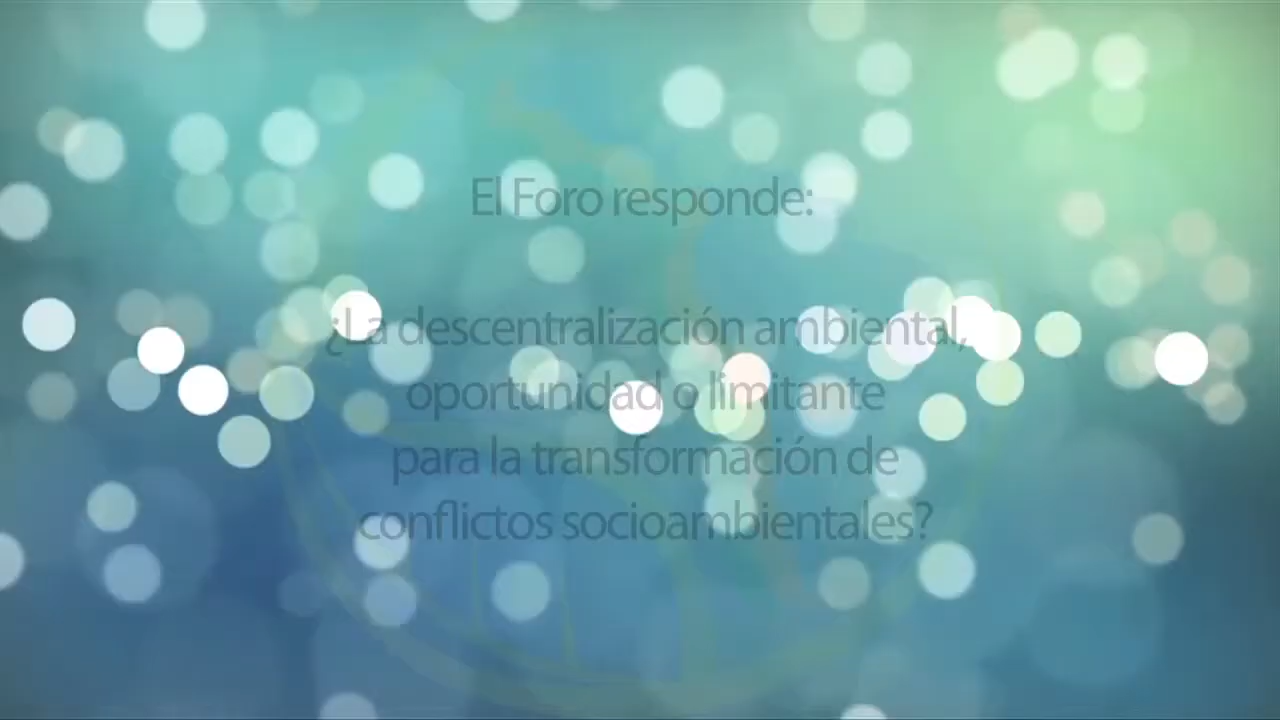 El Foro responde:
¿La descentralización ambiental,
oportunidad o limitante
para la transformación de
conflictos socioambientales?